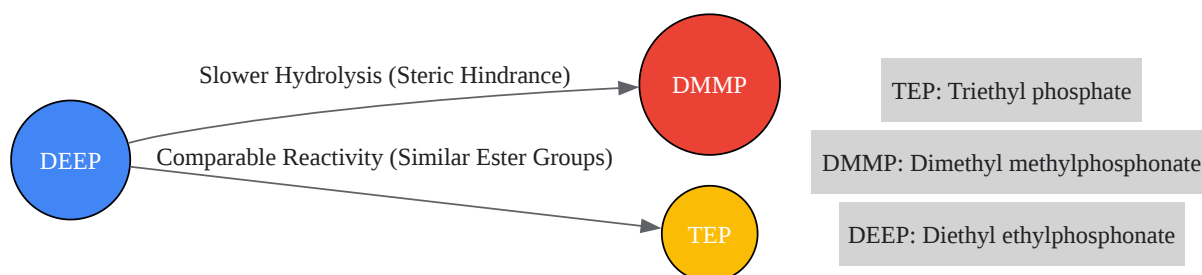 Slower Hydrolysis (Steric Hindrance)
DMMP
TEP: Triethyl phosphate
DEEP
Comparable Reactivity (Similar Ester Groups)
DMMP: Dimethyl methylphosphonate
TEP
DEEP: Diethyl ethylphosphonate